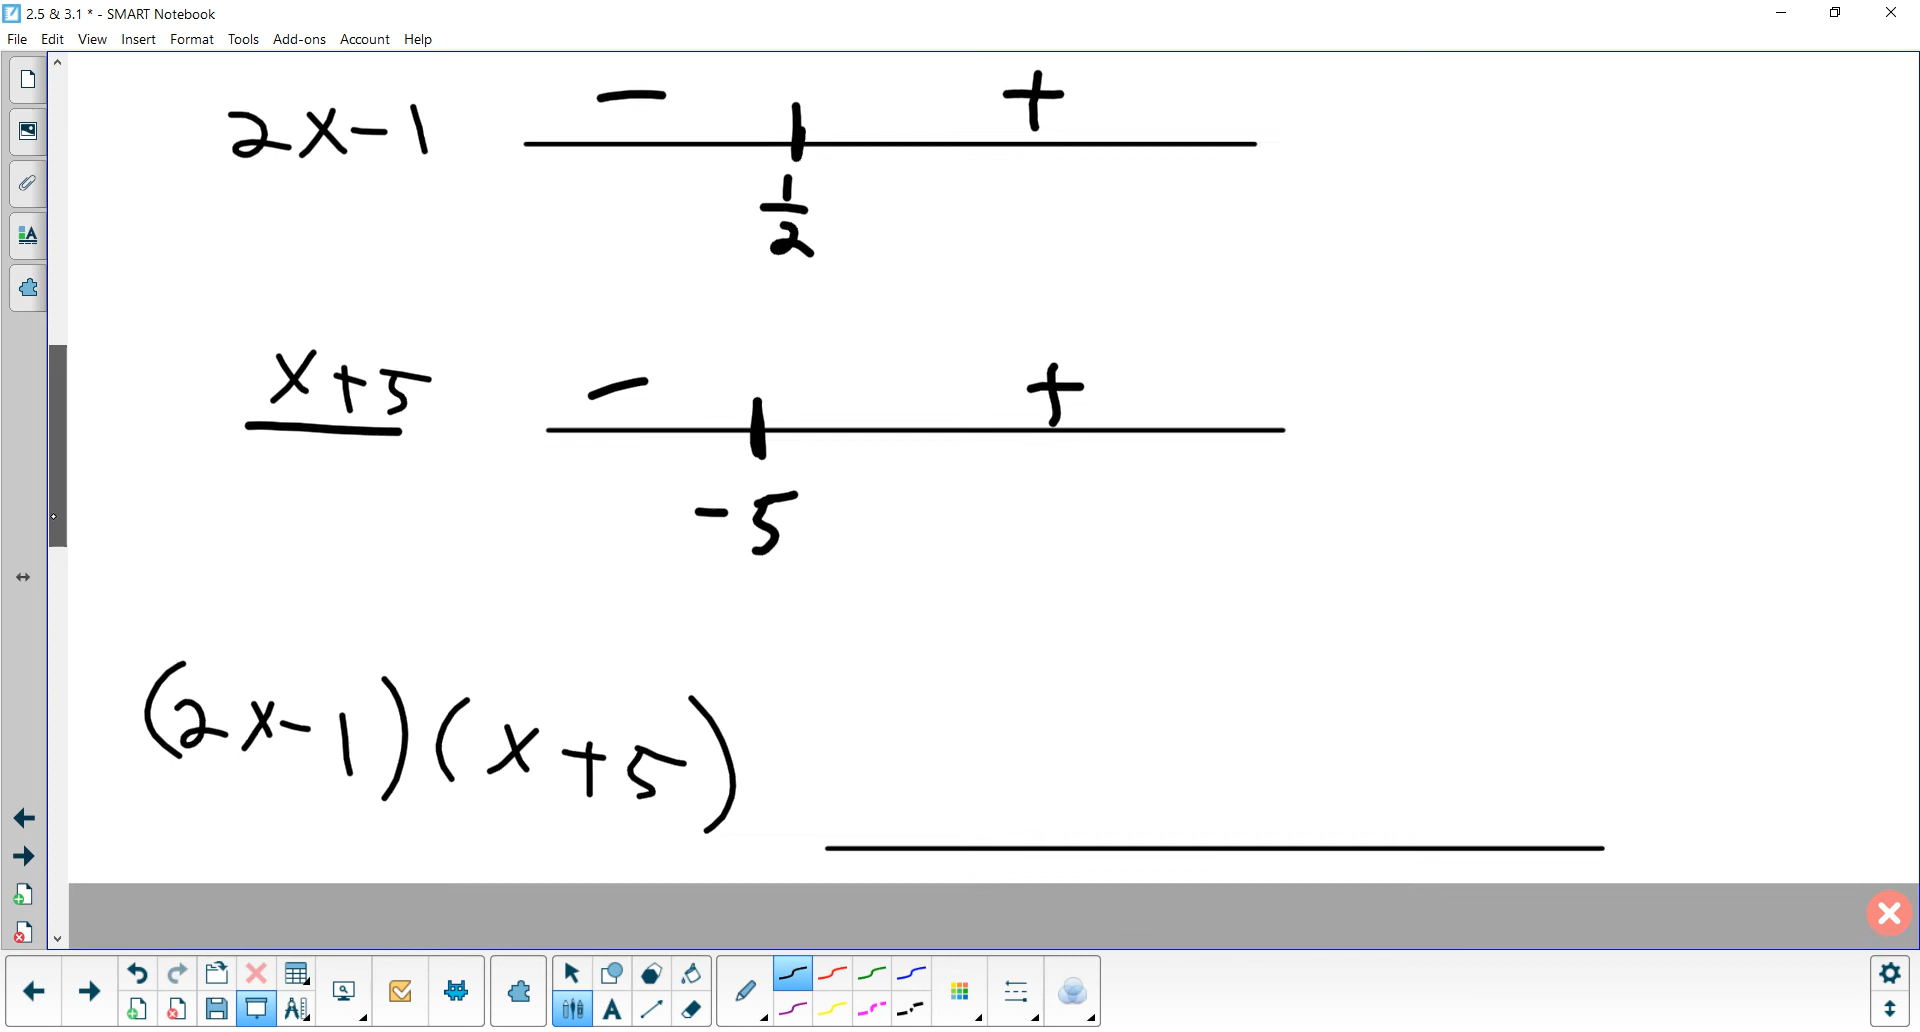 2.5 & 3.1 * - SMART Notebook
File Edit View Insert Format Tools Add-ons Account Help
− +
2x-1
1/2
− +
x+5
-5
(2x-1)(x+5)